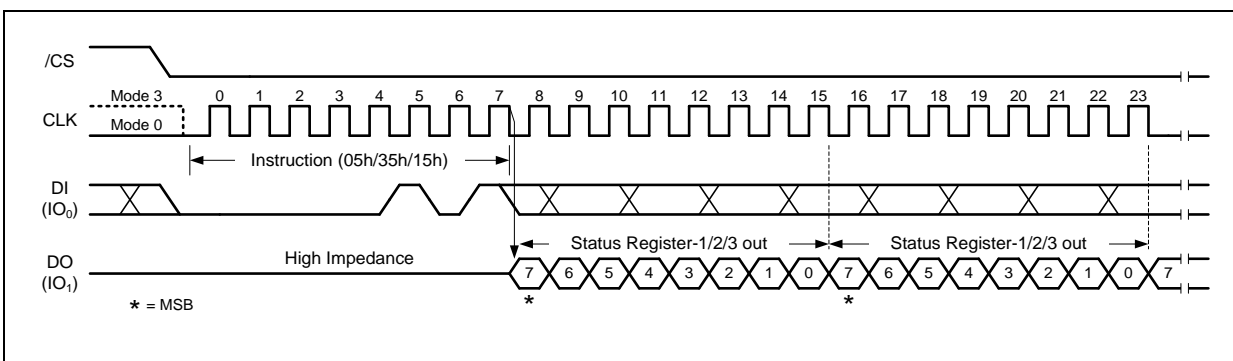 /CS
Mode 3
0 1 2 3 4 5 6 7 8 9 10 11 12 13 14 15 16 17 18 19 20 21 22 23
CLK
Mode 0
Instruction (05h/35h/15h)
DI
(IO₀)
Status Register-1/2/3 out Status Register-1/2/3 out
High Impedance
DO
(IO₁)
7 6 5 4 3 2 1 0 7 6 5 4 3 2 1 0 7
* *
* = MSB